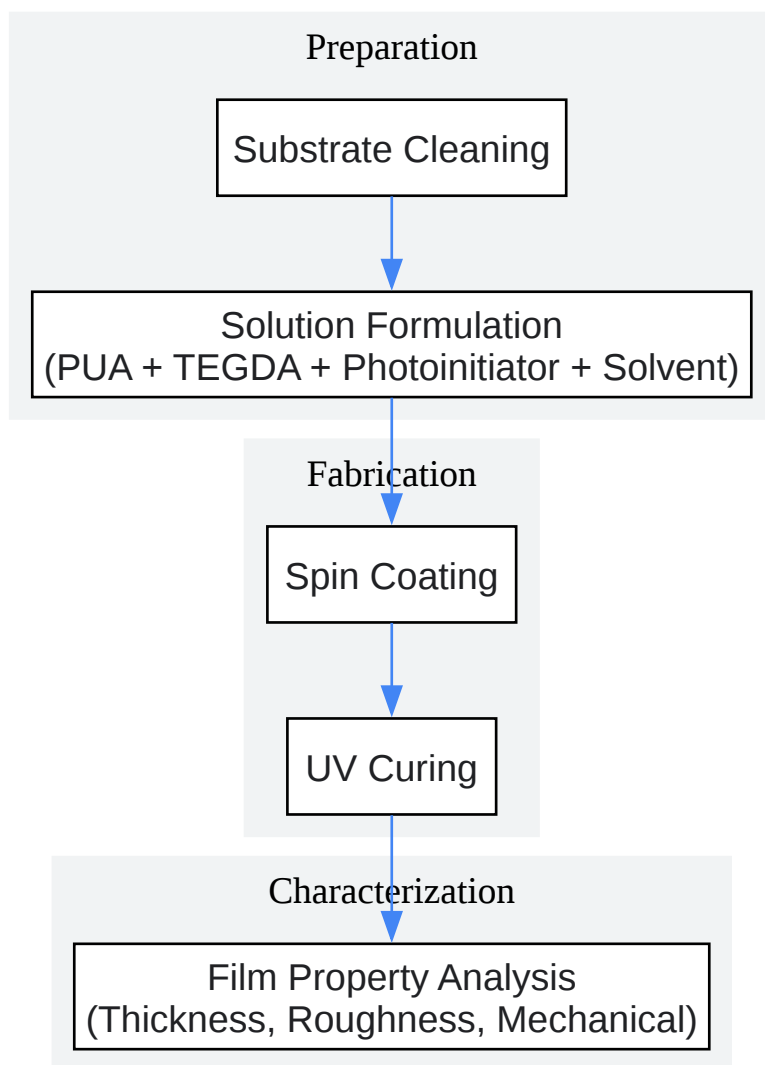 Preparation
Substrate Cleaning
Solution Formulation
(PUA + TEGDA + Photoinitiator + Solvent)
Fabrication
Spin Coating
UV Curing
Characterization
Film Property Analysis
(Thickness, Roughness, Mechanical)